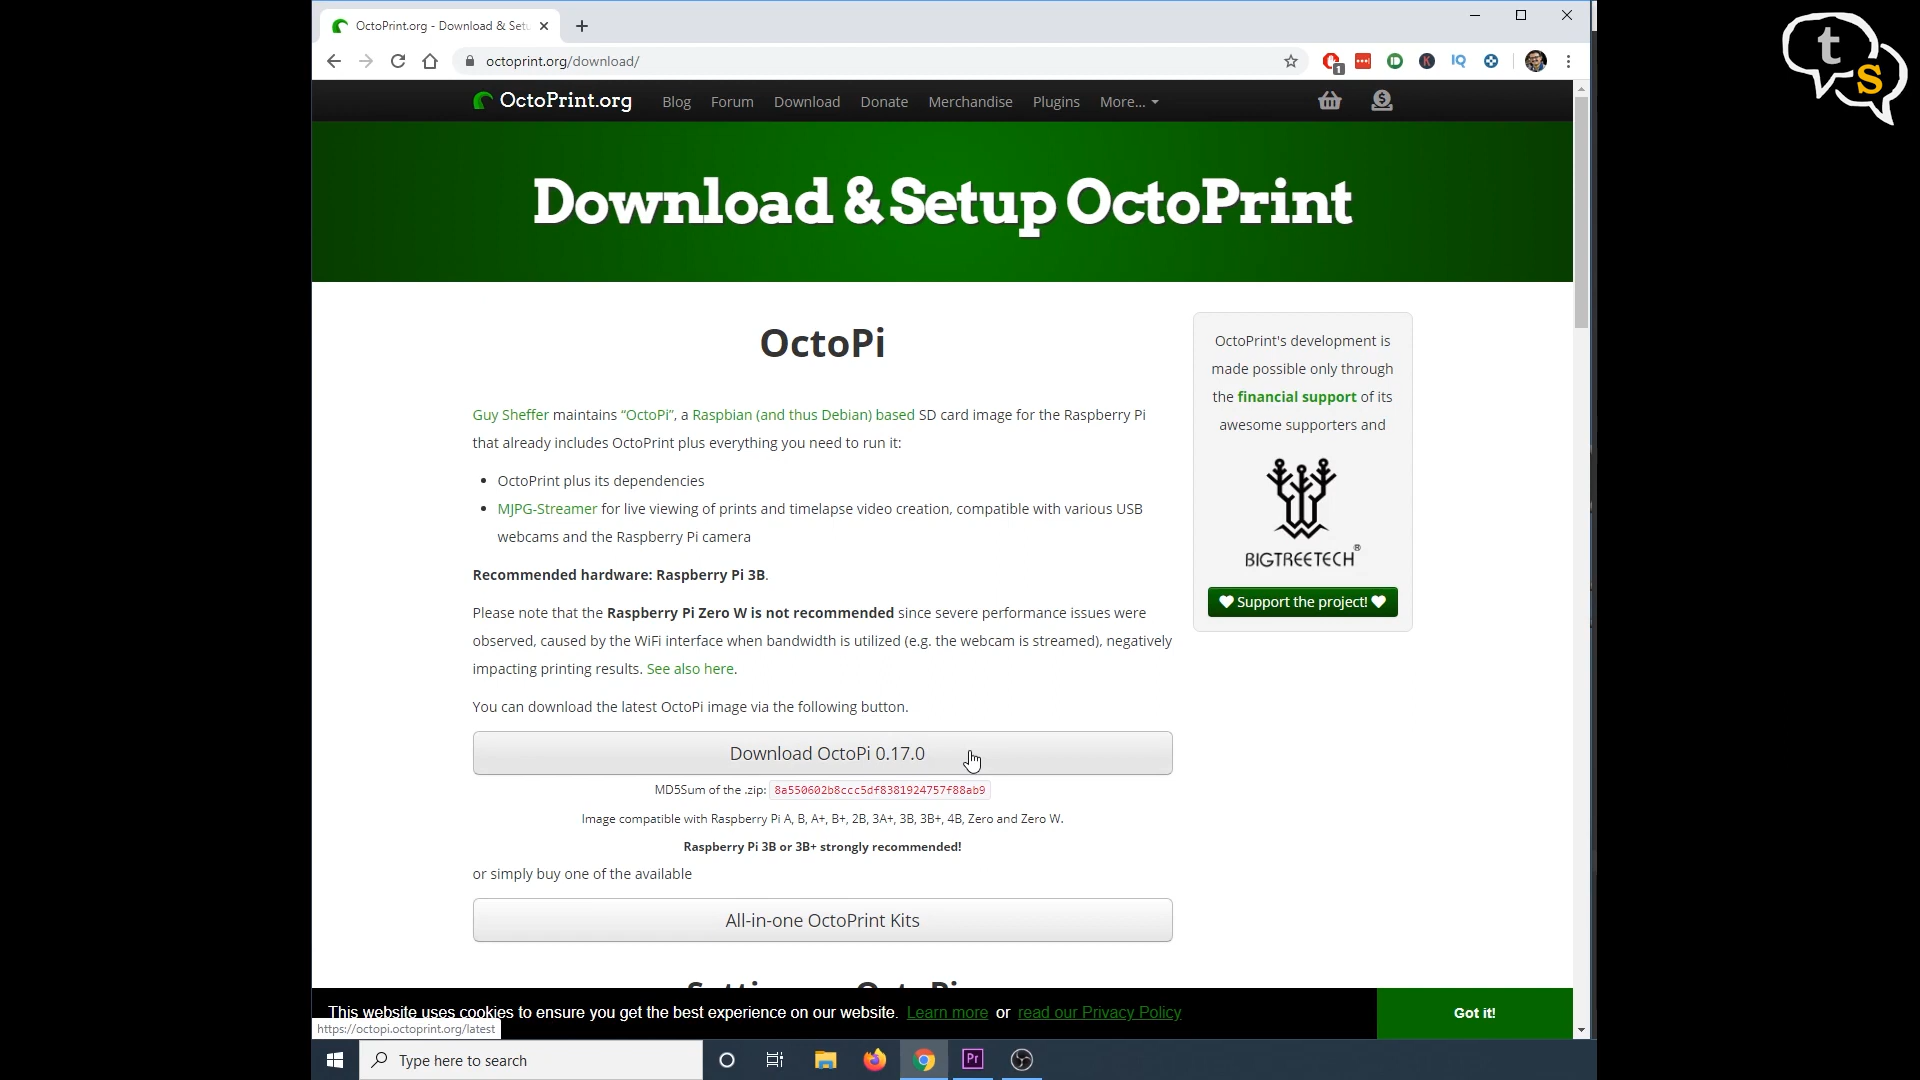 OctoPrint.org - Download & Setu
octoprint.org/download/
1
IQ
t
s
OctoPrint.org Blog Forum Download Donate Merchandise Plugins More...
Download & Setup OctoPrint
OctoPi
Guy Sheffer maintains “OctoPi”, a Raspbian (and thus Debian) based SD card image for the Raspberry Pi
that already includes OctoPrint plus everything you need to run it:
OctoPrint plus its dependencies
MJPG-Streamer for live viewing of prints and timelapse video creation, compatible with various USB
webcams and the Raspberry Pi camera
Recommended hardware: Raspberry Pi 3B.
Please note that the Raspberry Pi Zero W is not recommended since severe performance issues were
observed, caused by the WiFi interface when bandwidth is utilized (e.g. the webcam is streamed), negatively
impacting printing results. See also here.
You can download the latest OctoPi image via the following button.
Download OctoPi 0.17.0
MD5Sum of the .zip: 8a550602b8ccc5df8381924757f88ab9
Image compatible with Raspberry Pi A, B, A+, B+, 2B, 3A+, 3B, 3B+, 4B, Zero and Zero W.
Raspberry Pi 3B or 3B+ strongly recommended!
or simply buy one of the available
All-in-one OctoPrint Kits
OctoPrint's development is
made possible only through
the financial support of its
awesome supporters and
BIGTREETECH®
Support the project!
This website uses cookies to ensure you get the best experience on our website. Learn more or read our Privacy Policy
Got it!
https://octopi.octoprint.org/latest
Type here to search
Pr